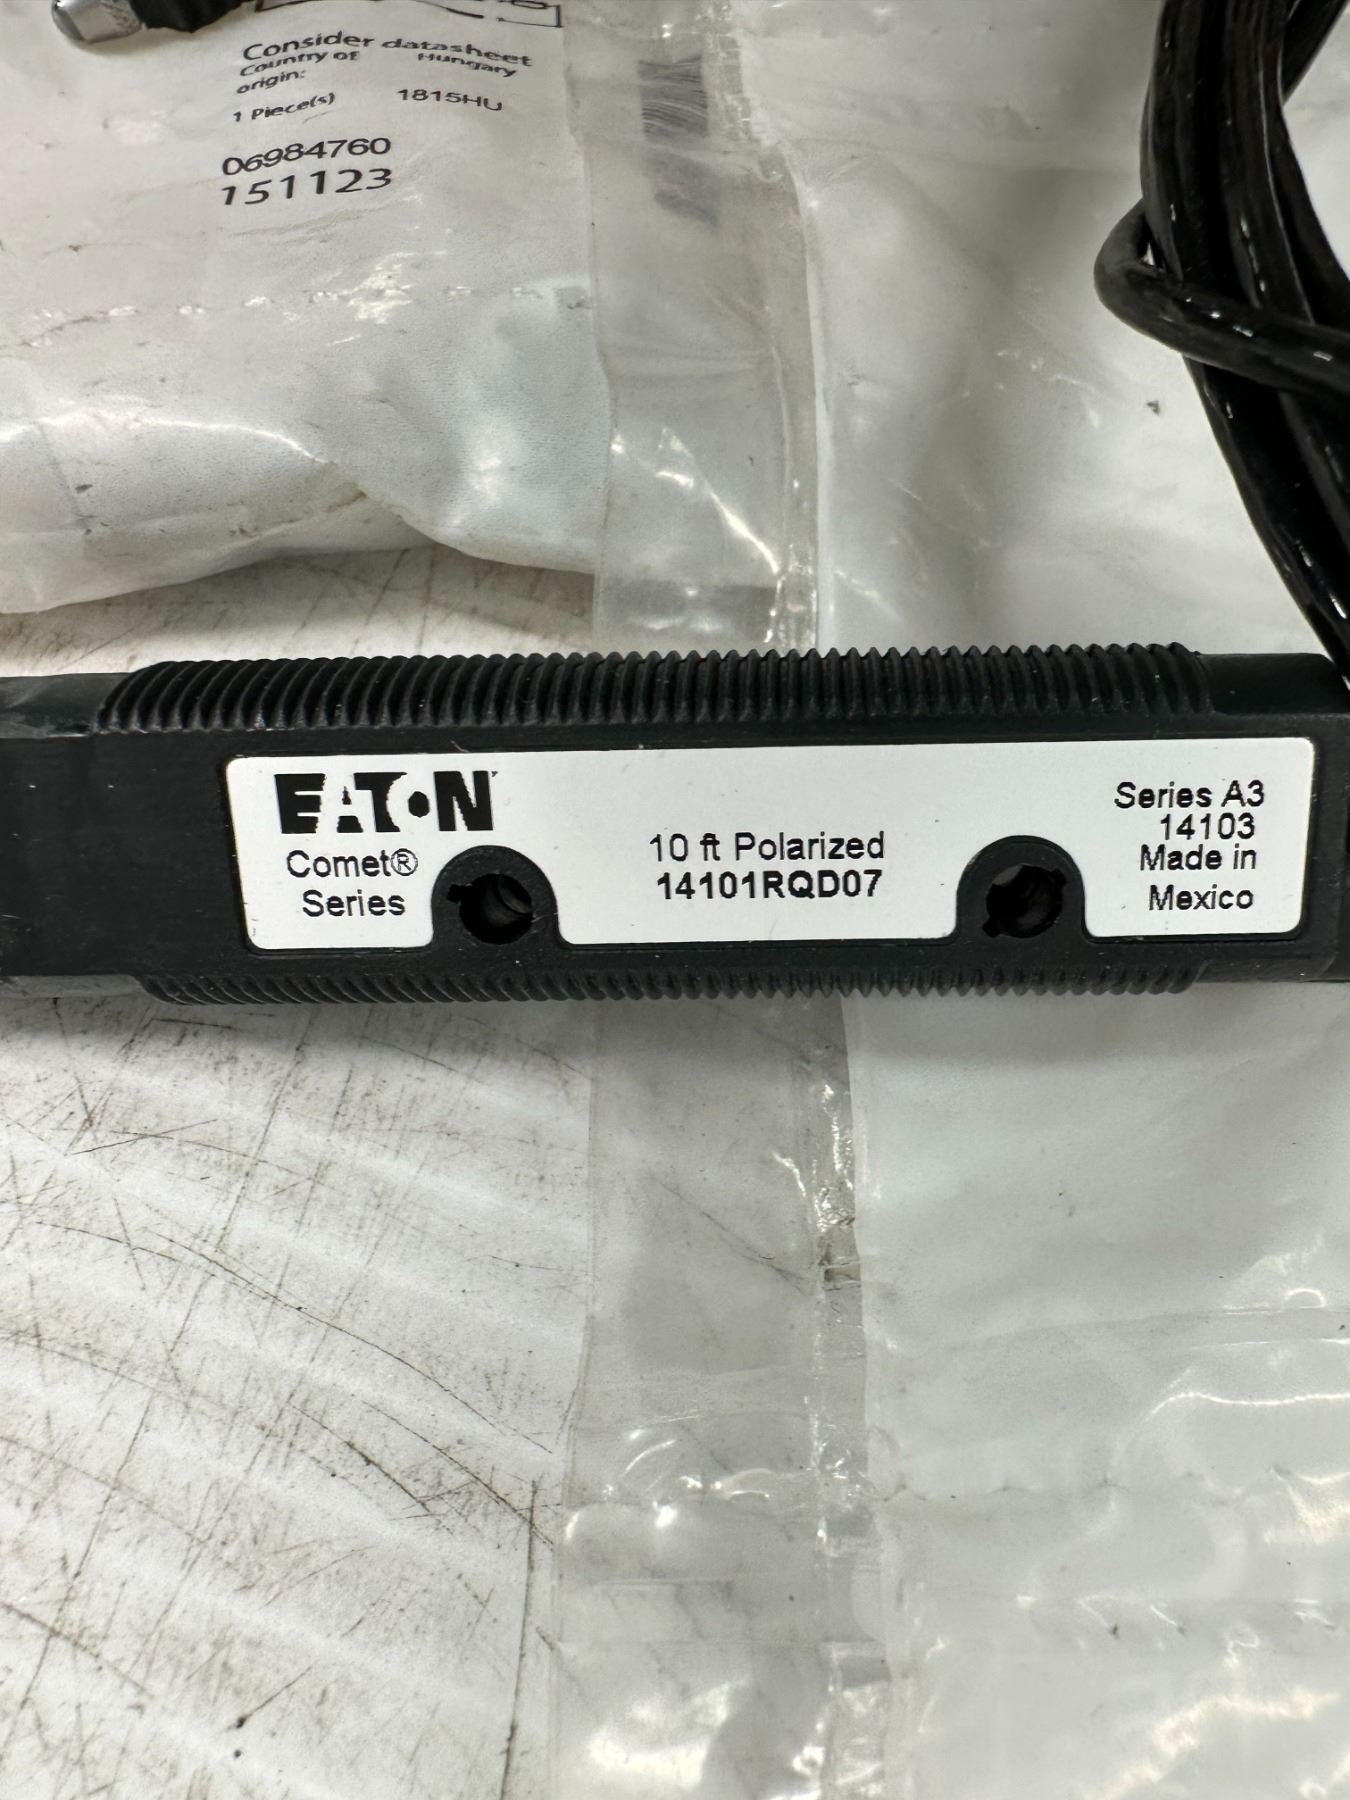 Consider datasheet
Country of Hungary
origin:
1 Piece(s) 1815HU
06984760
151123
EATON
Comet®
Series
10 ft Polarized
14101RQD07
Series A3
14103
Made in
Mexico